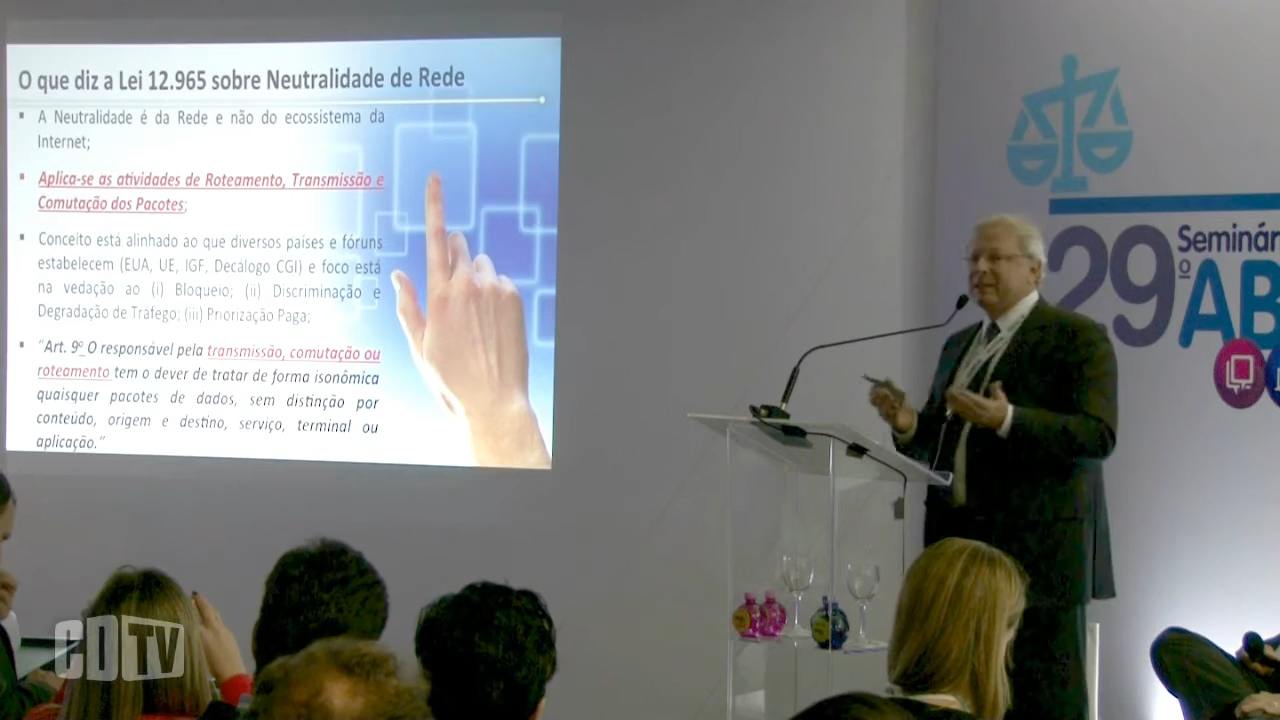 O que diz a Lei 12.965 sobre Neutralidade de Rede
▪ A Neutralidade é da Rede e não do ecossistema da
Internet;
▪ Aplica-se as atividades de Roteamento, Transmissão e
Comutação dos Pacotes;
▪ Conceito está alinhado ao que diversos países e fóruns
estabelecem (EUA, UE, IGF, Decálogo CGI) e foco está
na vedação ao (i) Bloqueio; (ii) Discriminação e
Degradação de Trafego; (iii) Priorização Paga;
▪ "Art. 9º O responsável pela transmissão, comutação ou
roteamento tem o dever de tratar de forma isonômica
quaisquer pacotes de dados, sem distinção por
conteúdo, origem e destino, serviço, terminal ou
aplicação."
29º Seminár
AB
CDTV